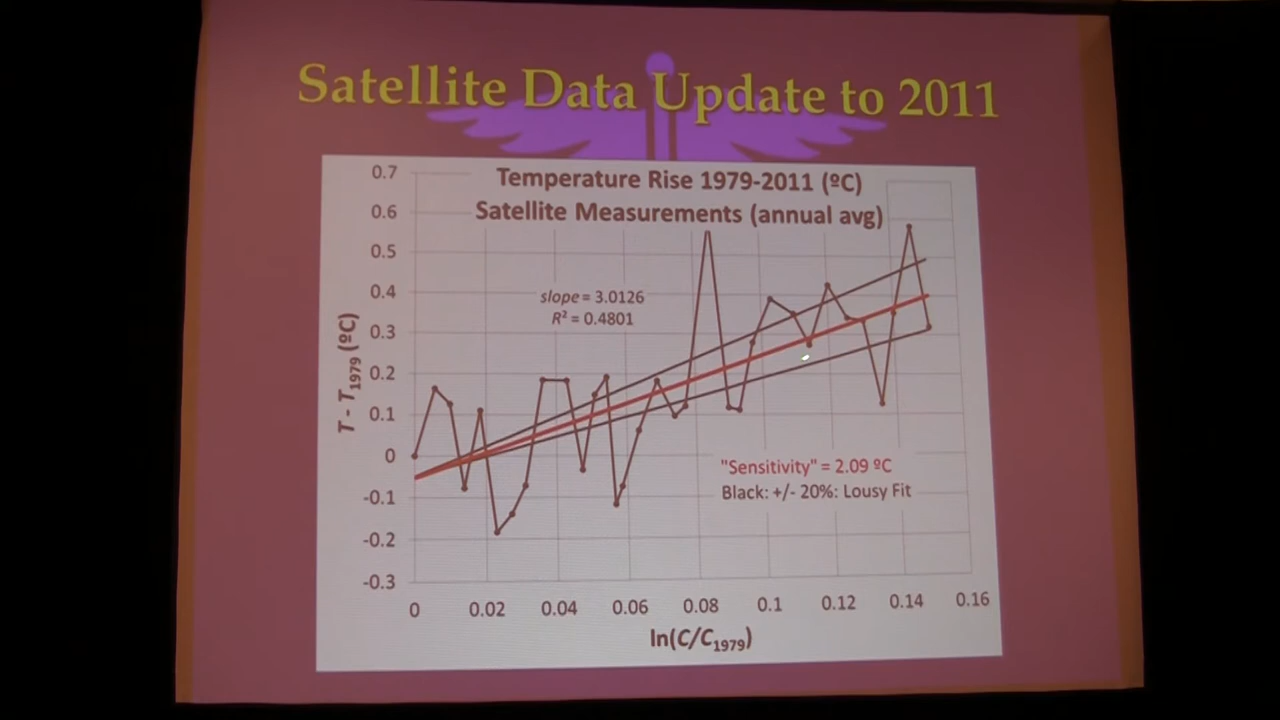 Satellite Data Update to 2011
Temperature Rise 1979-2011 (ºC)
Satellite Measurements (annual avg)
0.7
0.6
0.5
0.4
0.3
0.2
0.1
0
-0.1
-0.2
-0.3
T - T1979 (ºC)
slope = 3.0126
R² = 0.4801
"Sensitivity" = 2.09 ºC
Black: +/- 20%: Lousy Fit
0 0.02 0.04 0.06 0.08 0.1 0.12 0.14 0.16
ln(C/C1979)